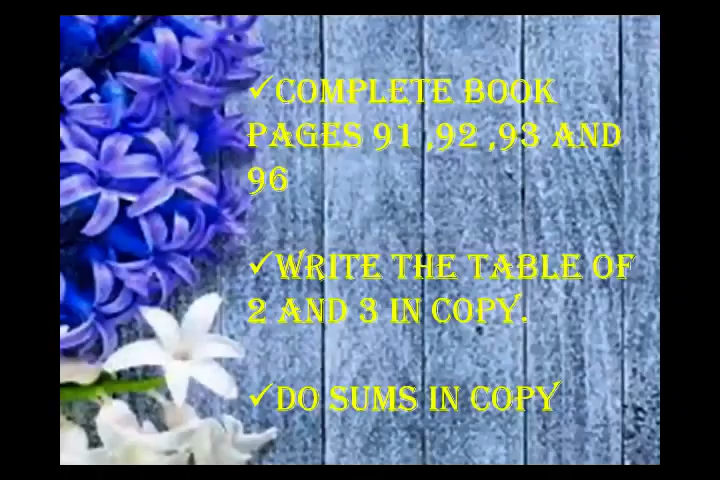 ✓COMPLETE BOOK
PAGES 91 ,92 ,93 AND
96
✓WRITE THE TABLE OF
2 AND 3 IN COPY.
✓DO SUMS IN COPY